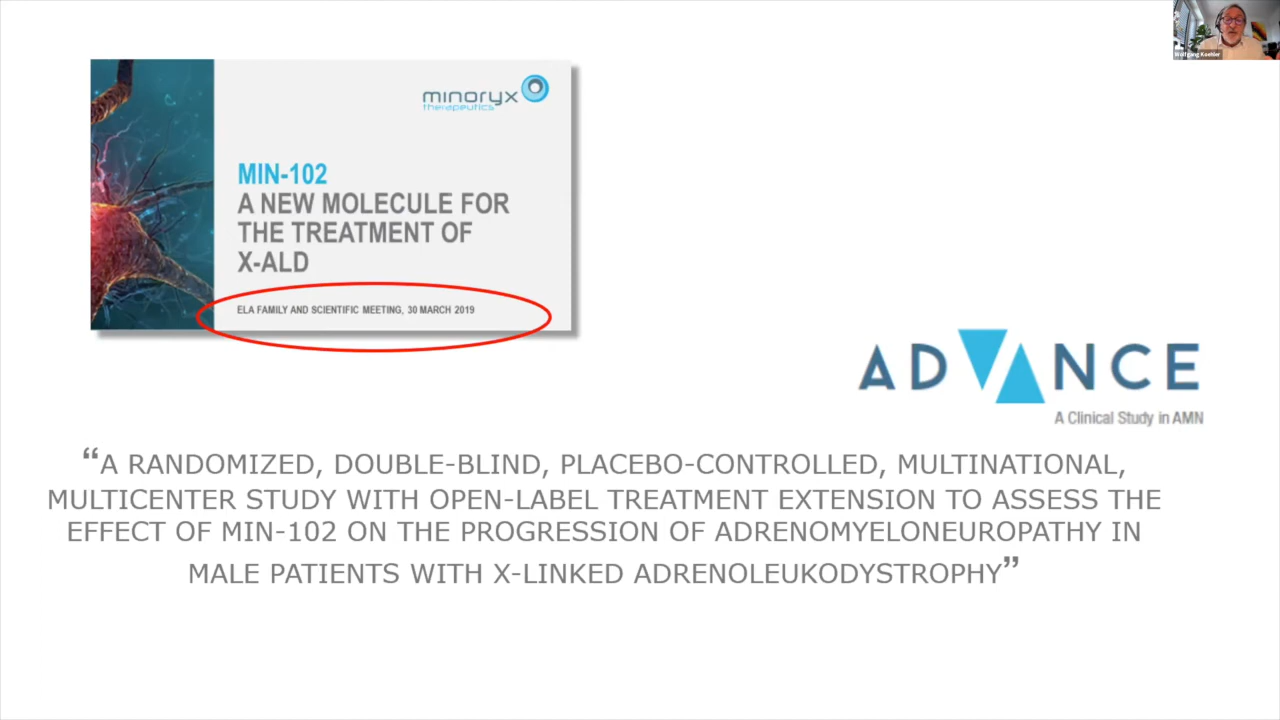 Wolfgang Koehler
minoryx
therapeutics
MIN-102
A NEW MOLECULE FOR
THE TREATMENT OF
X-ALD
ELA FAMILY AND SCIENTIFIC MEETING, 30 MARCH 2019
ADVANCE
A Clinical Study in AMN
“A RANDOMIZED, DOUBLE-BLIND, PLACEBO-CONTROLLED, MULTINATIONAL,
MULTICENTER STUDY WITH OPEN-LABEL TREATMENT EXTENSION TO ASSESS THE
EFFECT OF MIN-102 ON THE PROGRESSION OF ADRENOMYELONEUROPATHY IN
MALE PATIENTS WITH X-LINKED ADRENOLEUKODYSTROPHY”